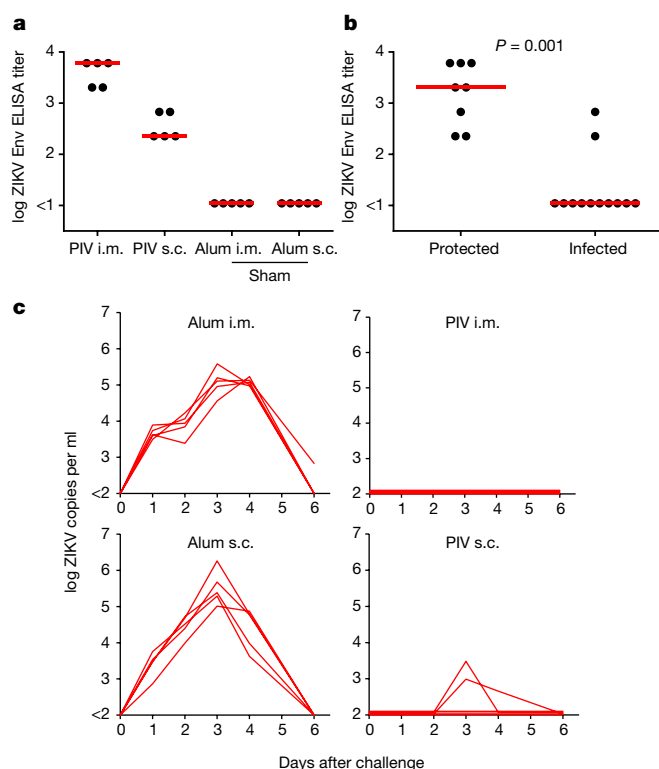 a
log ZIKV Env ELISA titer
4
3
2
<1
PIV i.m. PIV s.c. Alum i.m. Alum s.c.
Sham
b
P = 0.001
log ZIKV Env ELISA titer
4
3
2
<1
Protected Infected
c
log ZIKV copies per ml
Alum i.m.
7
6
5
4
3
<2
0 1 2 3 4 5 6
PIV i.m.
7
6
5
4
3
2
0 1 2 3 4 5 6
Alum s.c.
7
6
5
4
3
<2
0 1 2 3 4 5 6
PIV s.c.
7
6
5
4
3
2
0 1 2 3 4 5 6
Days after challenge